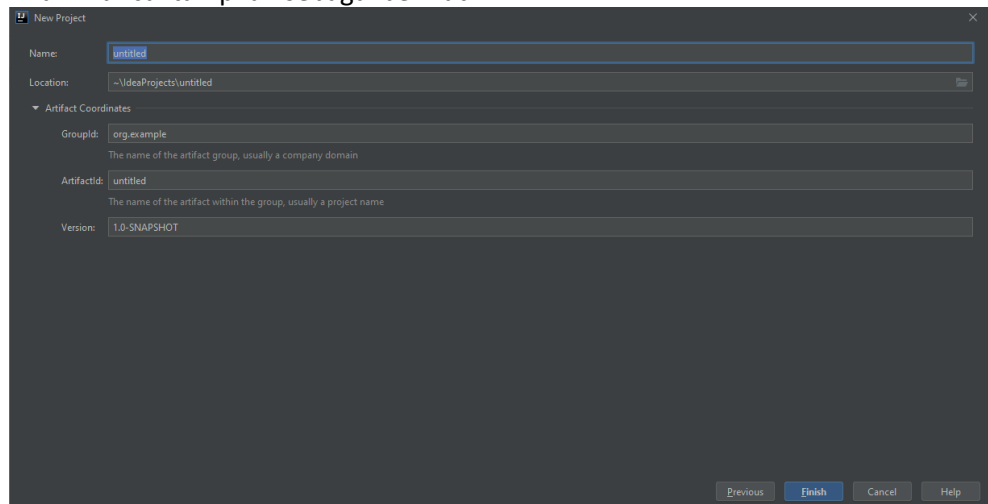 New Project
Name: untitled
Location: ~\IdeaProjects\untitled
Artifact Coordinates
GroupId: org.example
The name of the artifact group, usually a company domain
ArtifactId: untitled
The name of the artifact within the group, usually a project name
Version: 1.0-SNAPSHOT
Previous Finish Cancel Help